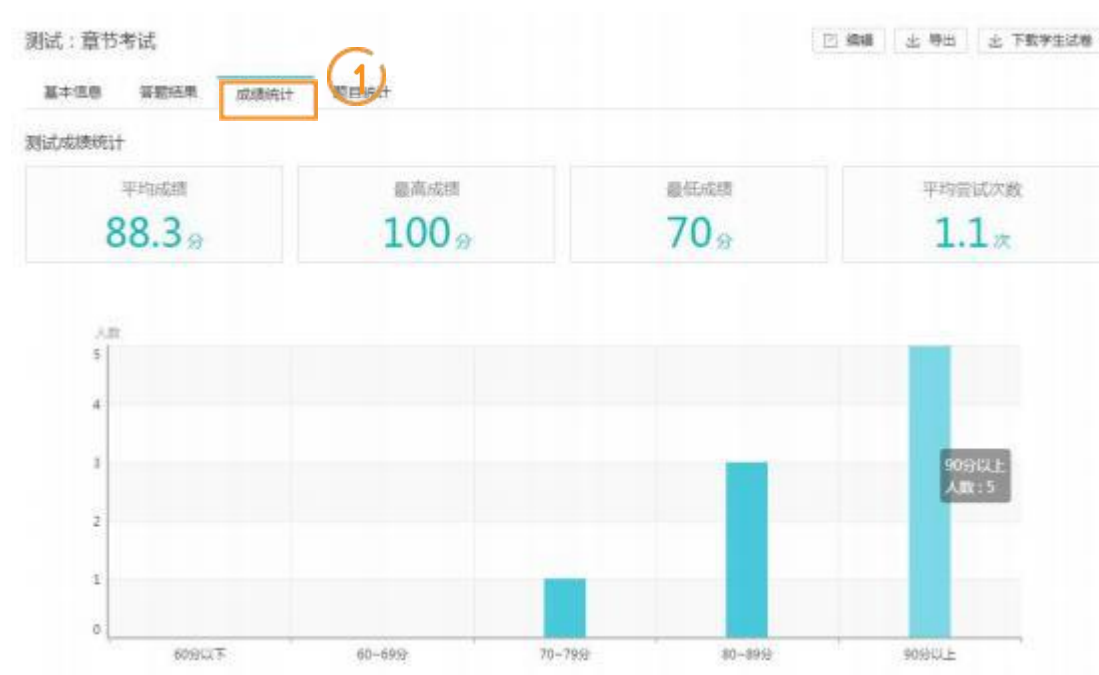 测试：章节考试
编辑 导出 下载学生试卷
基本信息 答题结果 成绩统计 题目统计
1
测试成绩统计
平均成绩 最高成绩 最低成绩 平均尝试次数
88.3分 100分 70分 1.1次
人数
5
4
3
90分以上
人数：5
2
1
0
60分以下 60~69分 70~79分 80~89分 90分以上